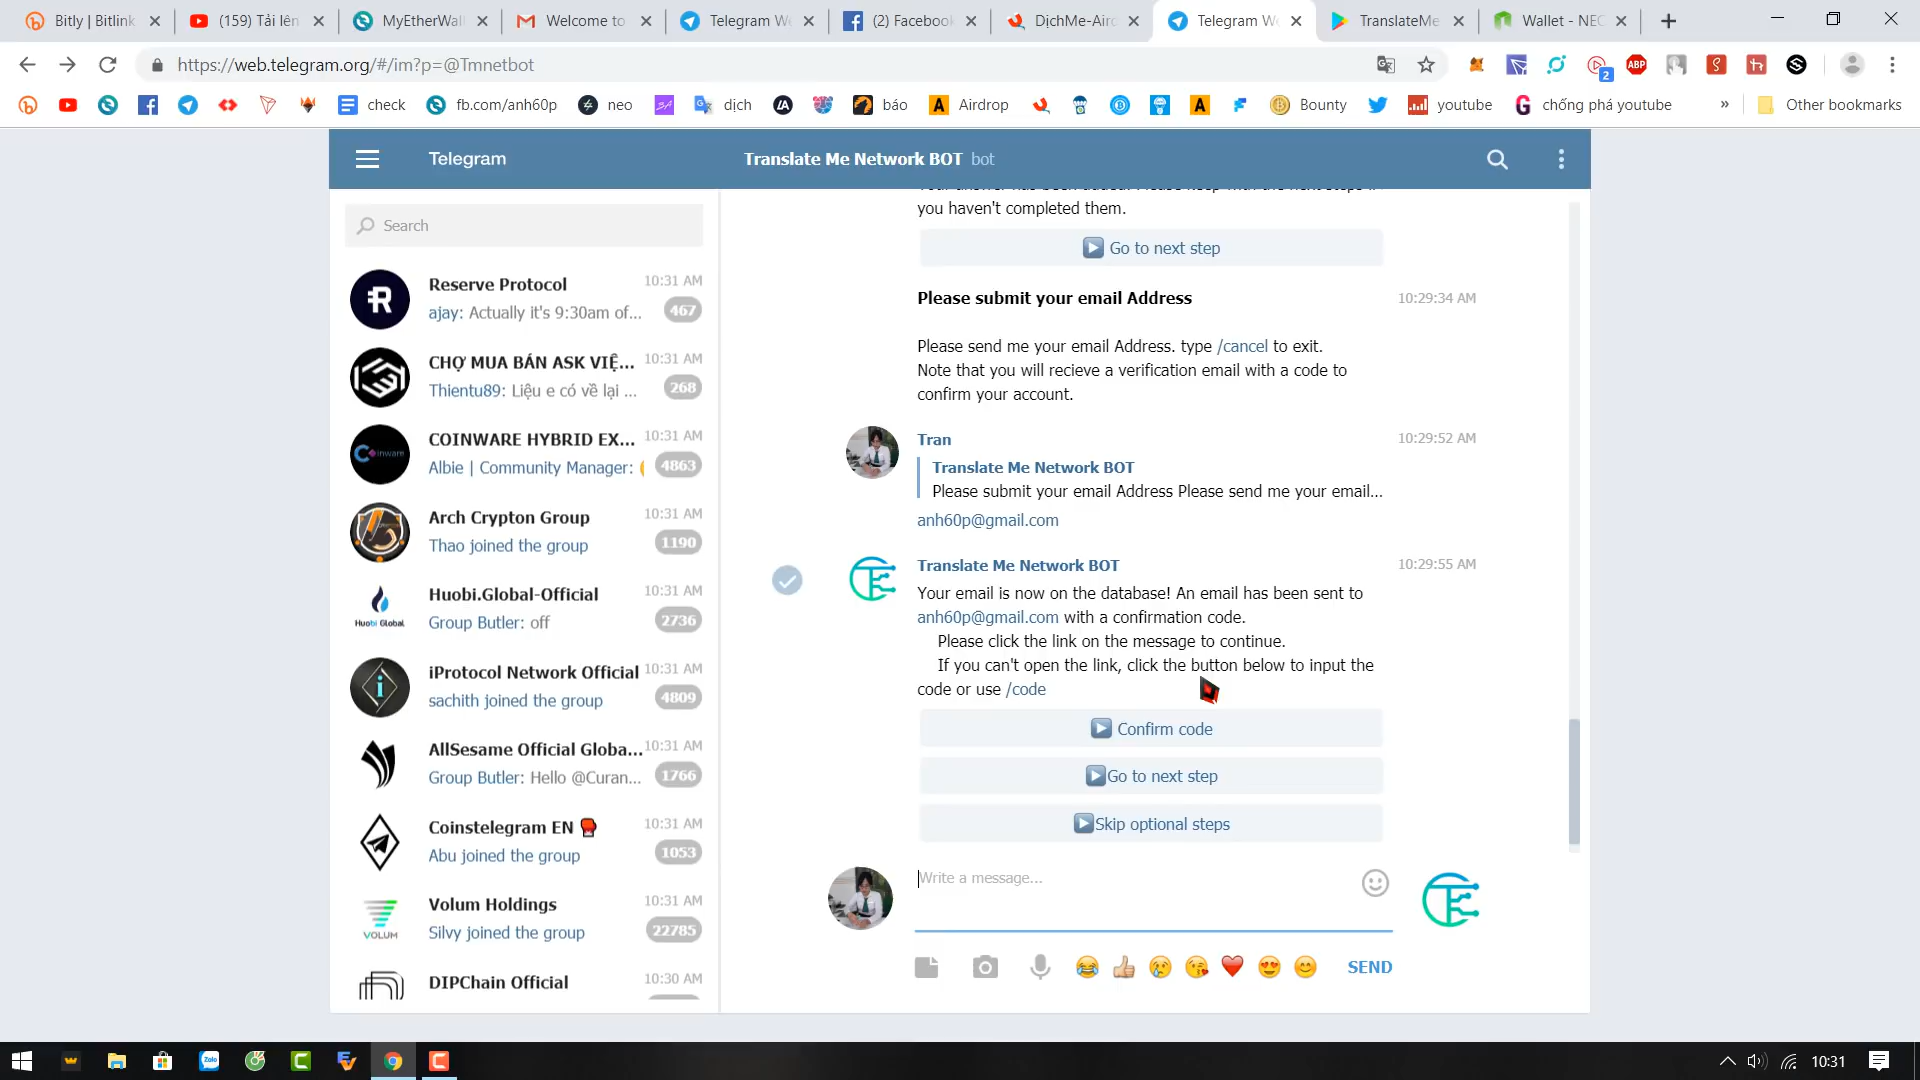 Bitly | Bitlink
(159) Tải lên
MyEtherWall
Welcome to
Telegram We
(2) Facebook
DịchMe-Airo
Telegram We
TranslateMe
Wallet - NEC
https://web.telegram.org/#/im?p=@Tmnetbot
2
ABP
check
fb.com/anh60p
neo
dịch
báo
Airdrop
Bounty
youtube
chống phá youtube
»
Other bookmarks
Telegram
Translate Me Network BOT bot
Search
Reserve Protocol
10:31 AM
ajay: Actually it's 9:30am of...
467
CHỢ MUA BÁN ASK VIỆ...
10:31 AM
Thientu89: Liệu e có về lại ...
268
COINWARE HYBRID EX...
10:31 AM
Albie | Community Manager:
4863
Arch Crypton Group
10:31 AM
Thao joined the group
1190
Huobi.Global-Official
10:31 AM
Group Butler: off
2736
Huobi Global
iProtocol Network Official
10:31 AM
sachith joined the group
4809
AllSesame Official Globa...
10:31 AM
Group Butler: Hello @Curan...
1766
Coinstelegram EN
10:31 AM
Abu joined the group
1053
Volum Holdings
10:31 AM
Silvy joined the group
22785
VOLUM
DIPChain Official
10:30 AM
you haven't completed them.
Go to next step
Please submit your email Address
10:29:34 AM
Please send me your email Address. type /cancel to exit.
Note that you will recieve a verification email with a code to
confirm your account.
Tran
10:29:52 AM
Translate Me Network BOT
Please submit your email Address Please send me your email...
anh60p@gmail.com
Translate Me Network BOT
10:29:55 AM
Your email is now on the database! An email has been sent to
anh60p@gmail.com with a confirmation code.
Please click the link on the message to continue.
If you can't open the link, click the button below to input the
code or use /code
Confirm code
Go to next step
Skip optional steps
Write a message...
SEND
Zalo
10:31